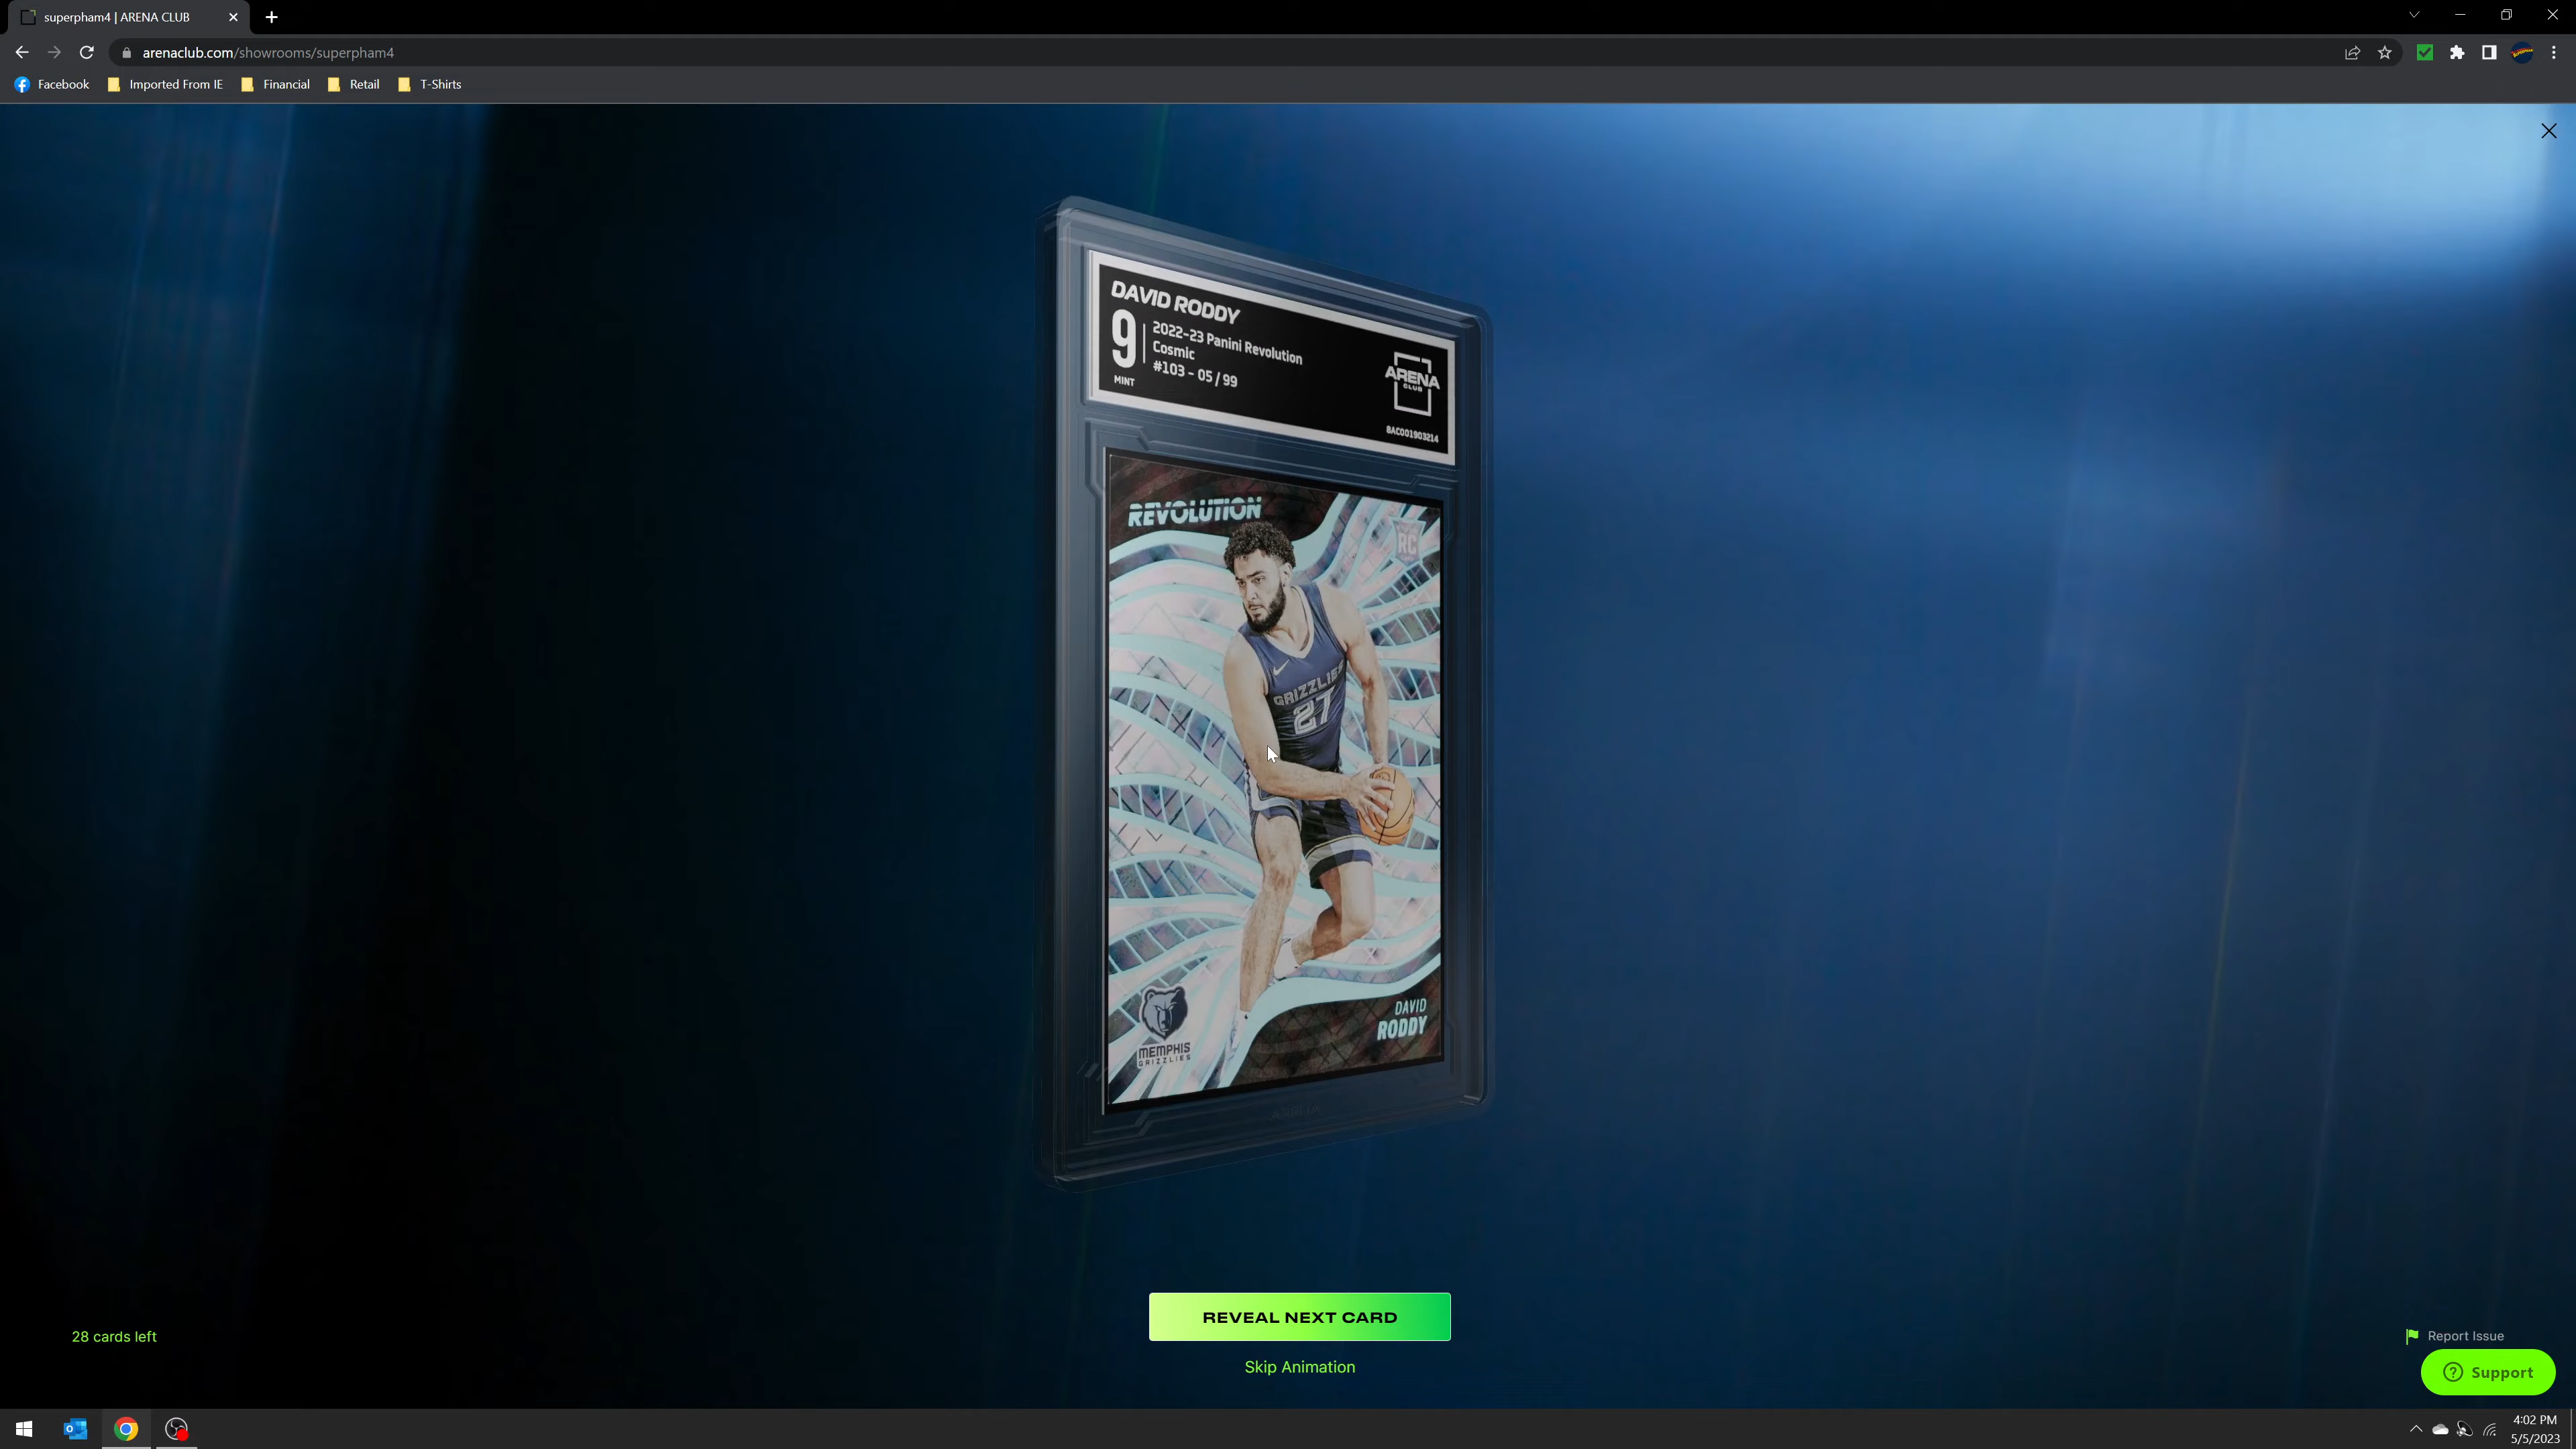 superpham4 | ARENA CLUB
arenaclub.com/showrooms/superpham4
Facebook
Imported From IE
Financial
Retail
T-Shirts
DAVID RODDY
9
MINT
2022-23 Panini Revolution
Cosmic
#103 - 05 / 99
ARENA
CLUB
8AC001903214
REVOLUTION
RC
GRIZZLIES
27
MEMPHIS
GRIZZLIES
DAVID
RODDY
28 cards left
REVEAL NEXT CARD
Skip Animation
Report Issue
Support
4:02 PM
5/5/2023